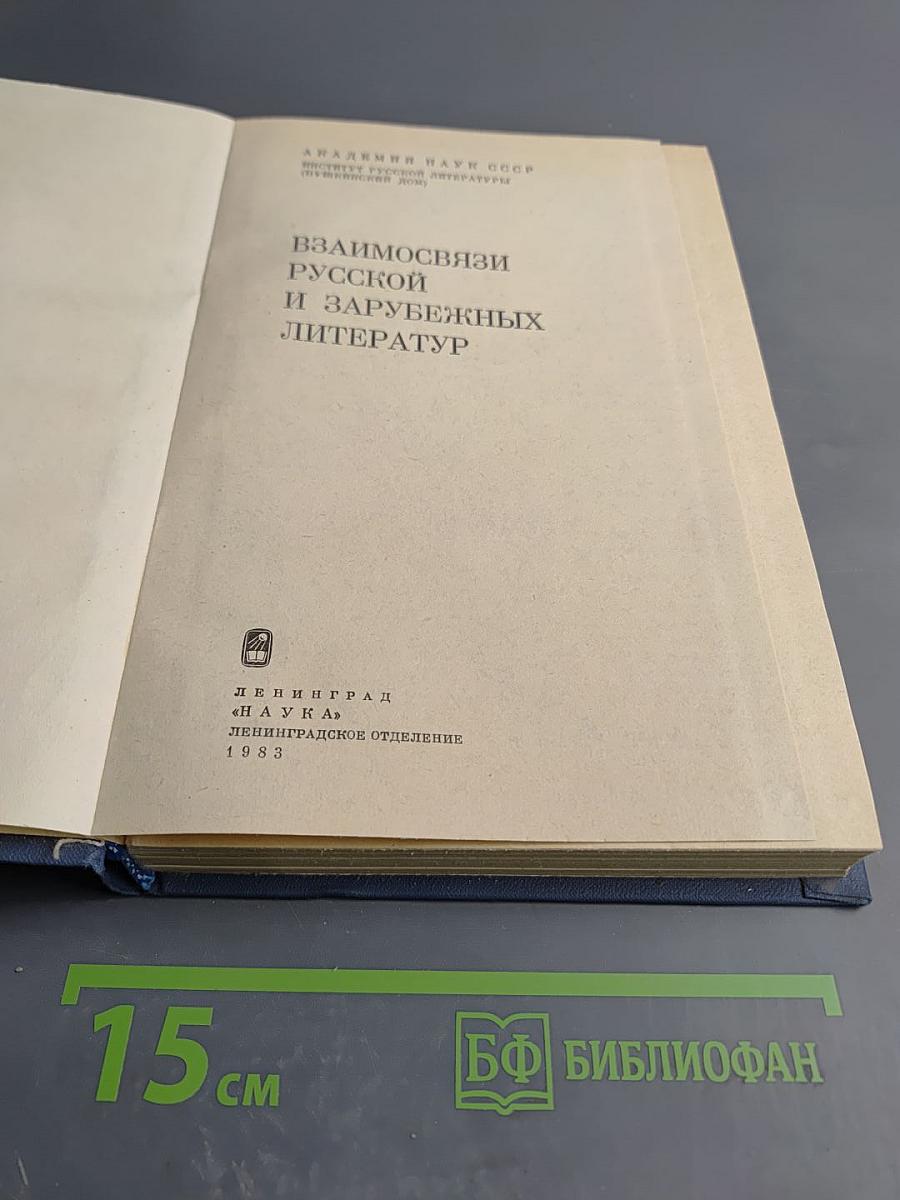 АКАДЕМИЯ НАУК СССР
ИНСТИТУТ РУССКОЙ ЛИТЕРАТУРЫ
(ПУШКИНСКИЙ ДОМ)
ВЗАИМОСВЯЗИ
РУССКОЙ
И ЗАРУБЕЖНЫХ
ЛИТЕРАТУР
ЛЕНИНГРАД
«НАУКА»
ЛЕНИНГРАДСКОЕ ОТДЕЛЕНИЕ
1983
15 см
БФ БИБЛИОФАН